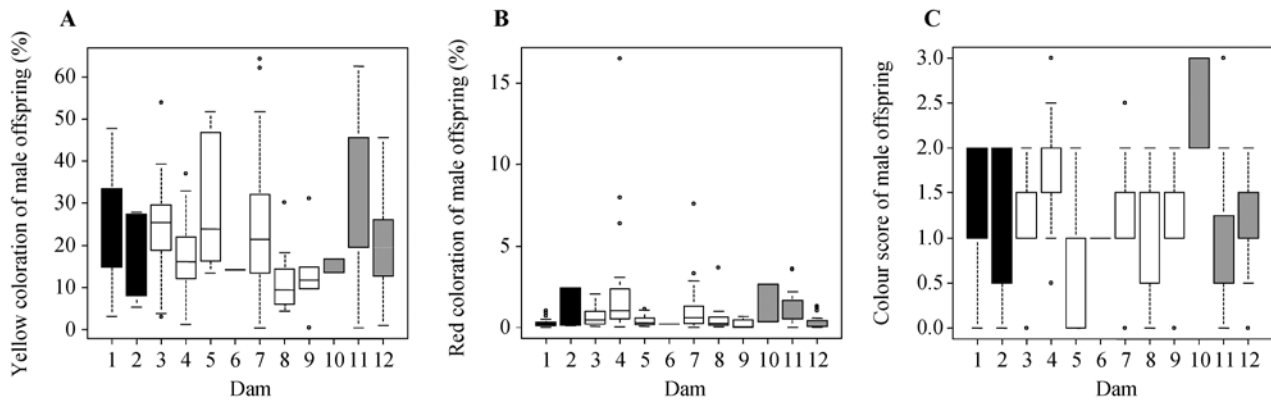 A
Yellow coloration of male offspring (%)
60
50
40
30
20
10
0
1 2 3 4 5 6 7 8 9 10 11 12
Dam
B
Red coloration of male offspring (%)
15
10
5
0
1 2 3 4 5 6 7 8 9 10 11 12
Dam
C
Colour score of male offspring
3.0
2.5
2.0
1.5
1.0
0.5
0.0
1 2 3 4 5 6 7 8 9 10 11 12
Dam